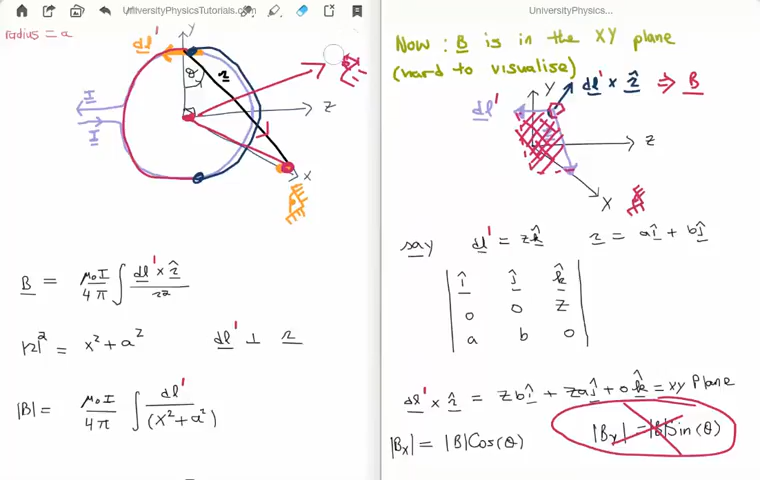 UniversityPhysicsTutorials.com
radius = a
dl'
y
θ
r
I
I
Z
X
B = μ₀I/4π ∫ dl' × r̂/r²
|r|² = x² + a²
dl' ⊥ r
|B| = μ₀I/4π ∫ dl'/(x² + a²)
UniversityPhysics...
Now : B is in the XY plane
(hard to visualise)
dl' × r̂ ⇒ B
Y
dl'
Z
X
say dl' = zk̂ r = aî + bĵ
î ĵ k̂
0 0 z
a b 0
dl' × r̂ = zbî + zaĵ + 0k̂ = XY Plane
|Bₓ| = |B|Cos(θ)
|Bᵧ| = |B|Sin(θ)